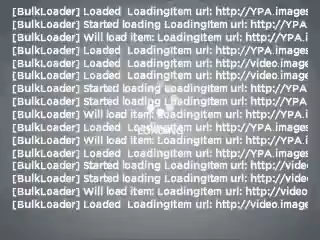 [BulkLoader] Loaded  LoadingItem url: http://YPA.images
[BulkLoader] Started loading LoadingItem url: http://YPA
[BulkLoader] Will load item: LoadingItem url: http://YPA.i
[BulkLoader] Loaded  LoadingItem url: http://YPA.images
[BulkLoader] Loaded  LoadingItem url: http://video.image
[BulkLoader] Loaded  LoadingItem url: http://video.image
[BulkLoader] Started loading LoadingItem url: http://YPA
[BulkLoader] Started loading LoadingItem url: http://YPA
[BulkLoader] Will load item: LoadingItem url: http://YPA.i
[BulkLoader] Loaded  LoadingItem url: http://YPA.images
LOADING
[BulkLoader] Will load item: LoadingItem url: http://YPA.i
[BulkLoader] Loaded  LoadingItem url: http://YPA.images
[BulkLoader] Started loading LoadingItem url: http://vide
[BulkLoader] Started loading LoadingItem url: http://vide
[BulkLoader] Will load item: LoadingItem url: http://video
[BulkLoader] Loaded  LoadingItem url: http://video.image